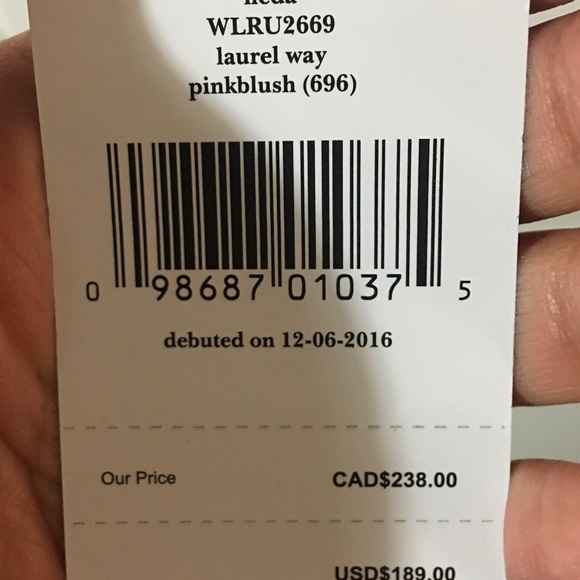 neda
WLRU2669
laurel way
pinkblush (696)
0 98687 01037 5
debuted on 12-06-2016
Our Price CAD$238.00
USD$189.00